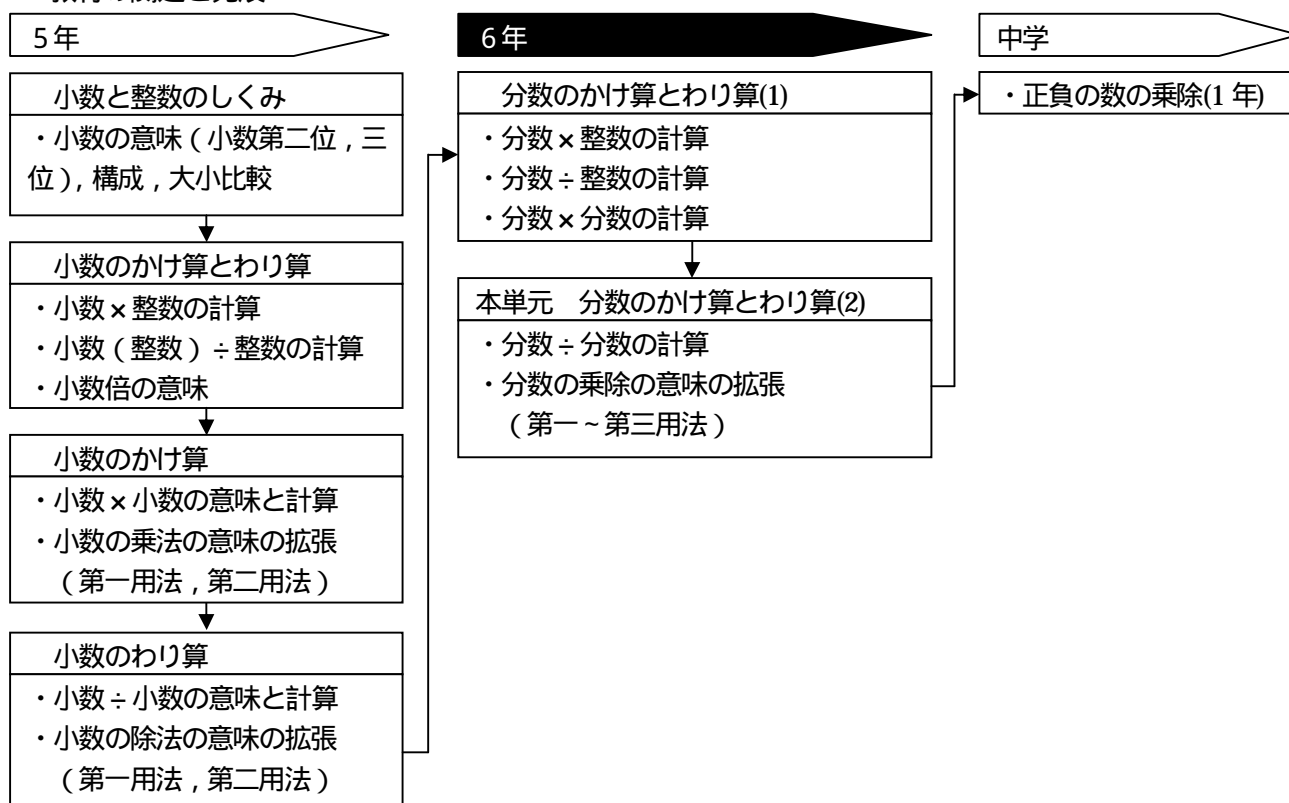 5年
小数と整数のしくみ
・小数の意味(小数第二位,三
位),構成,大小比較
小数のかけ算とわり算
・小数×整数の計算
・小数(整数)÷整数の計算
・小数倍の意味
小数のかけ算
・小数×小数の意味と計算
・小数の乗法の意味の拡張
(第一用法,第二用法)
小数のわり算
・小数÷小数の意味と計算
・小数の除法の意味の拡張
(第一用法,第二用法)
6年
分数のかけ算とわり算(1)
・分数×整数の計算
・分数÷整数の計算
・分数×分数の計算
本単元 分数のかけ算とわり算(2)
・分数÷分数の計算
・分数の乗除の意味の拡張
(第一~第三用法)
中学
・正負の数の乗除(1年)